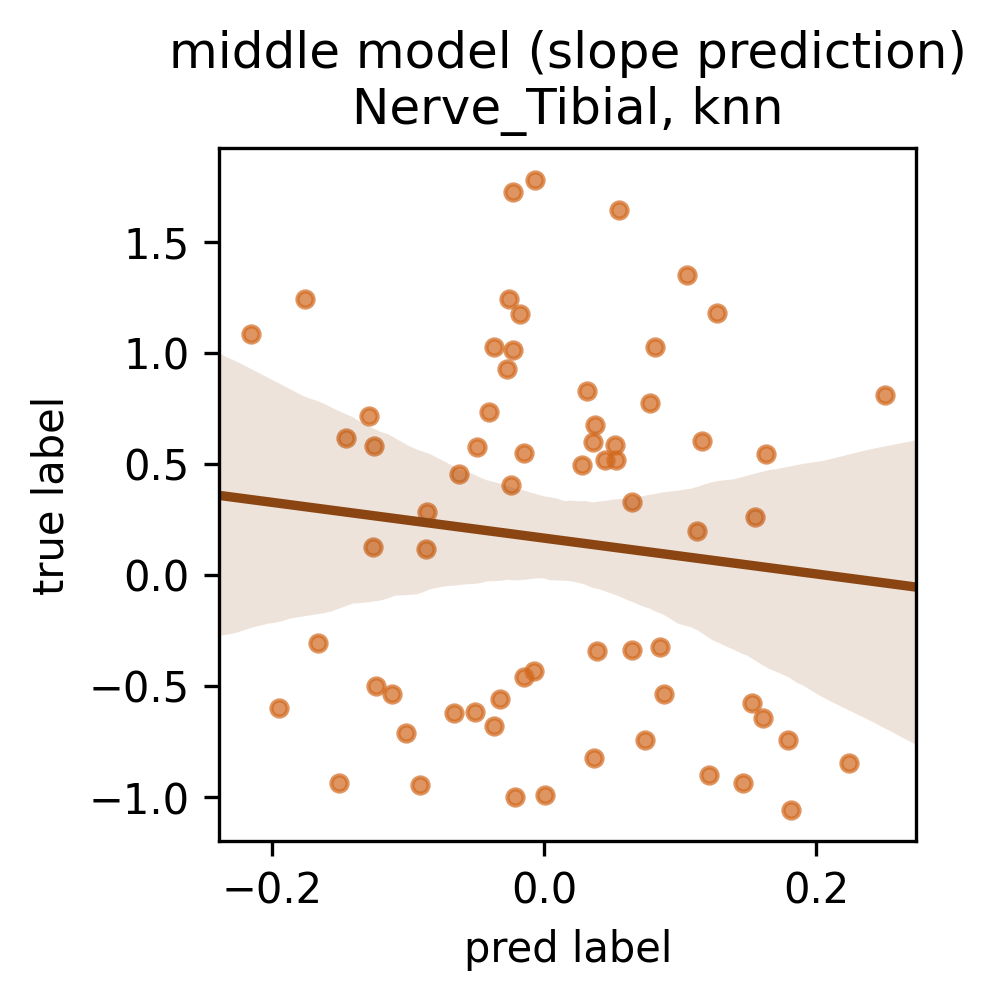 middle model (slope prediction)
Nerve_Tibial, knn
true label
1.5
1.0
0.5
0.0
−0.5
−1.0
−0.2
0.0
0.2
pred label